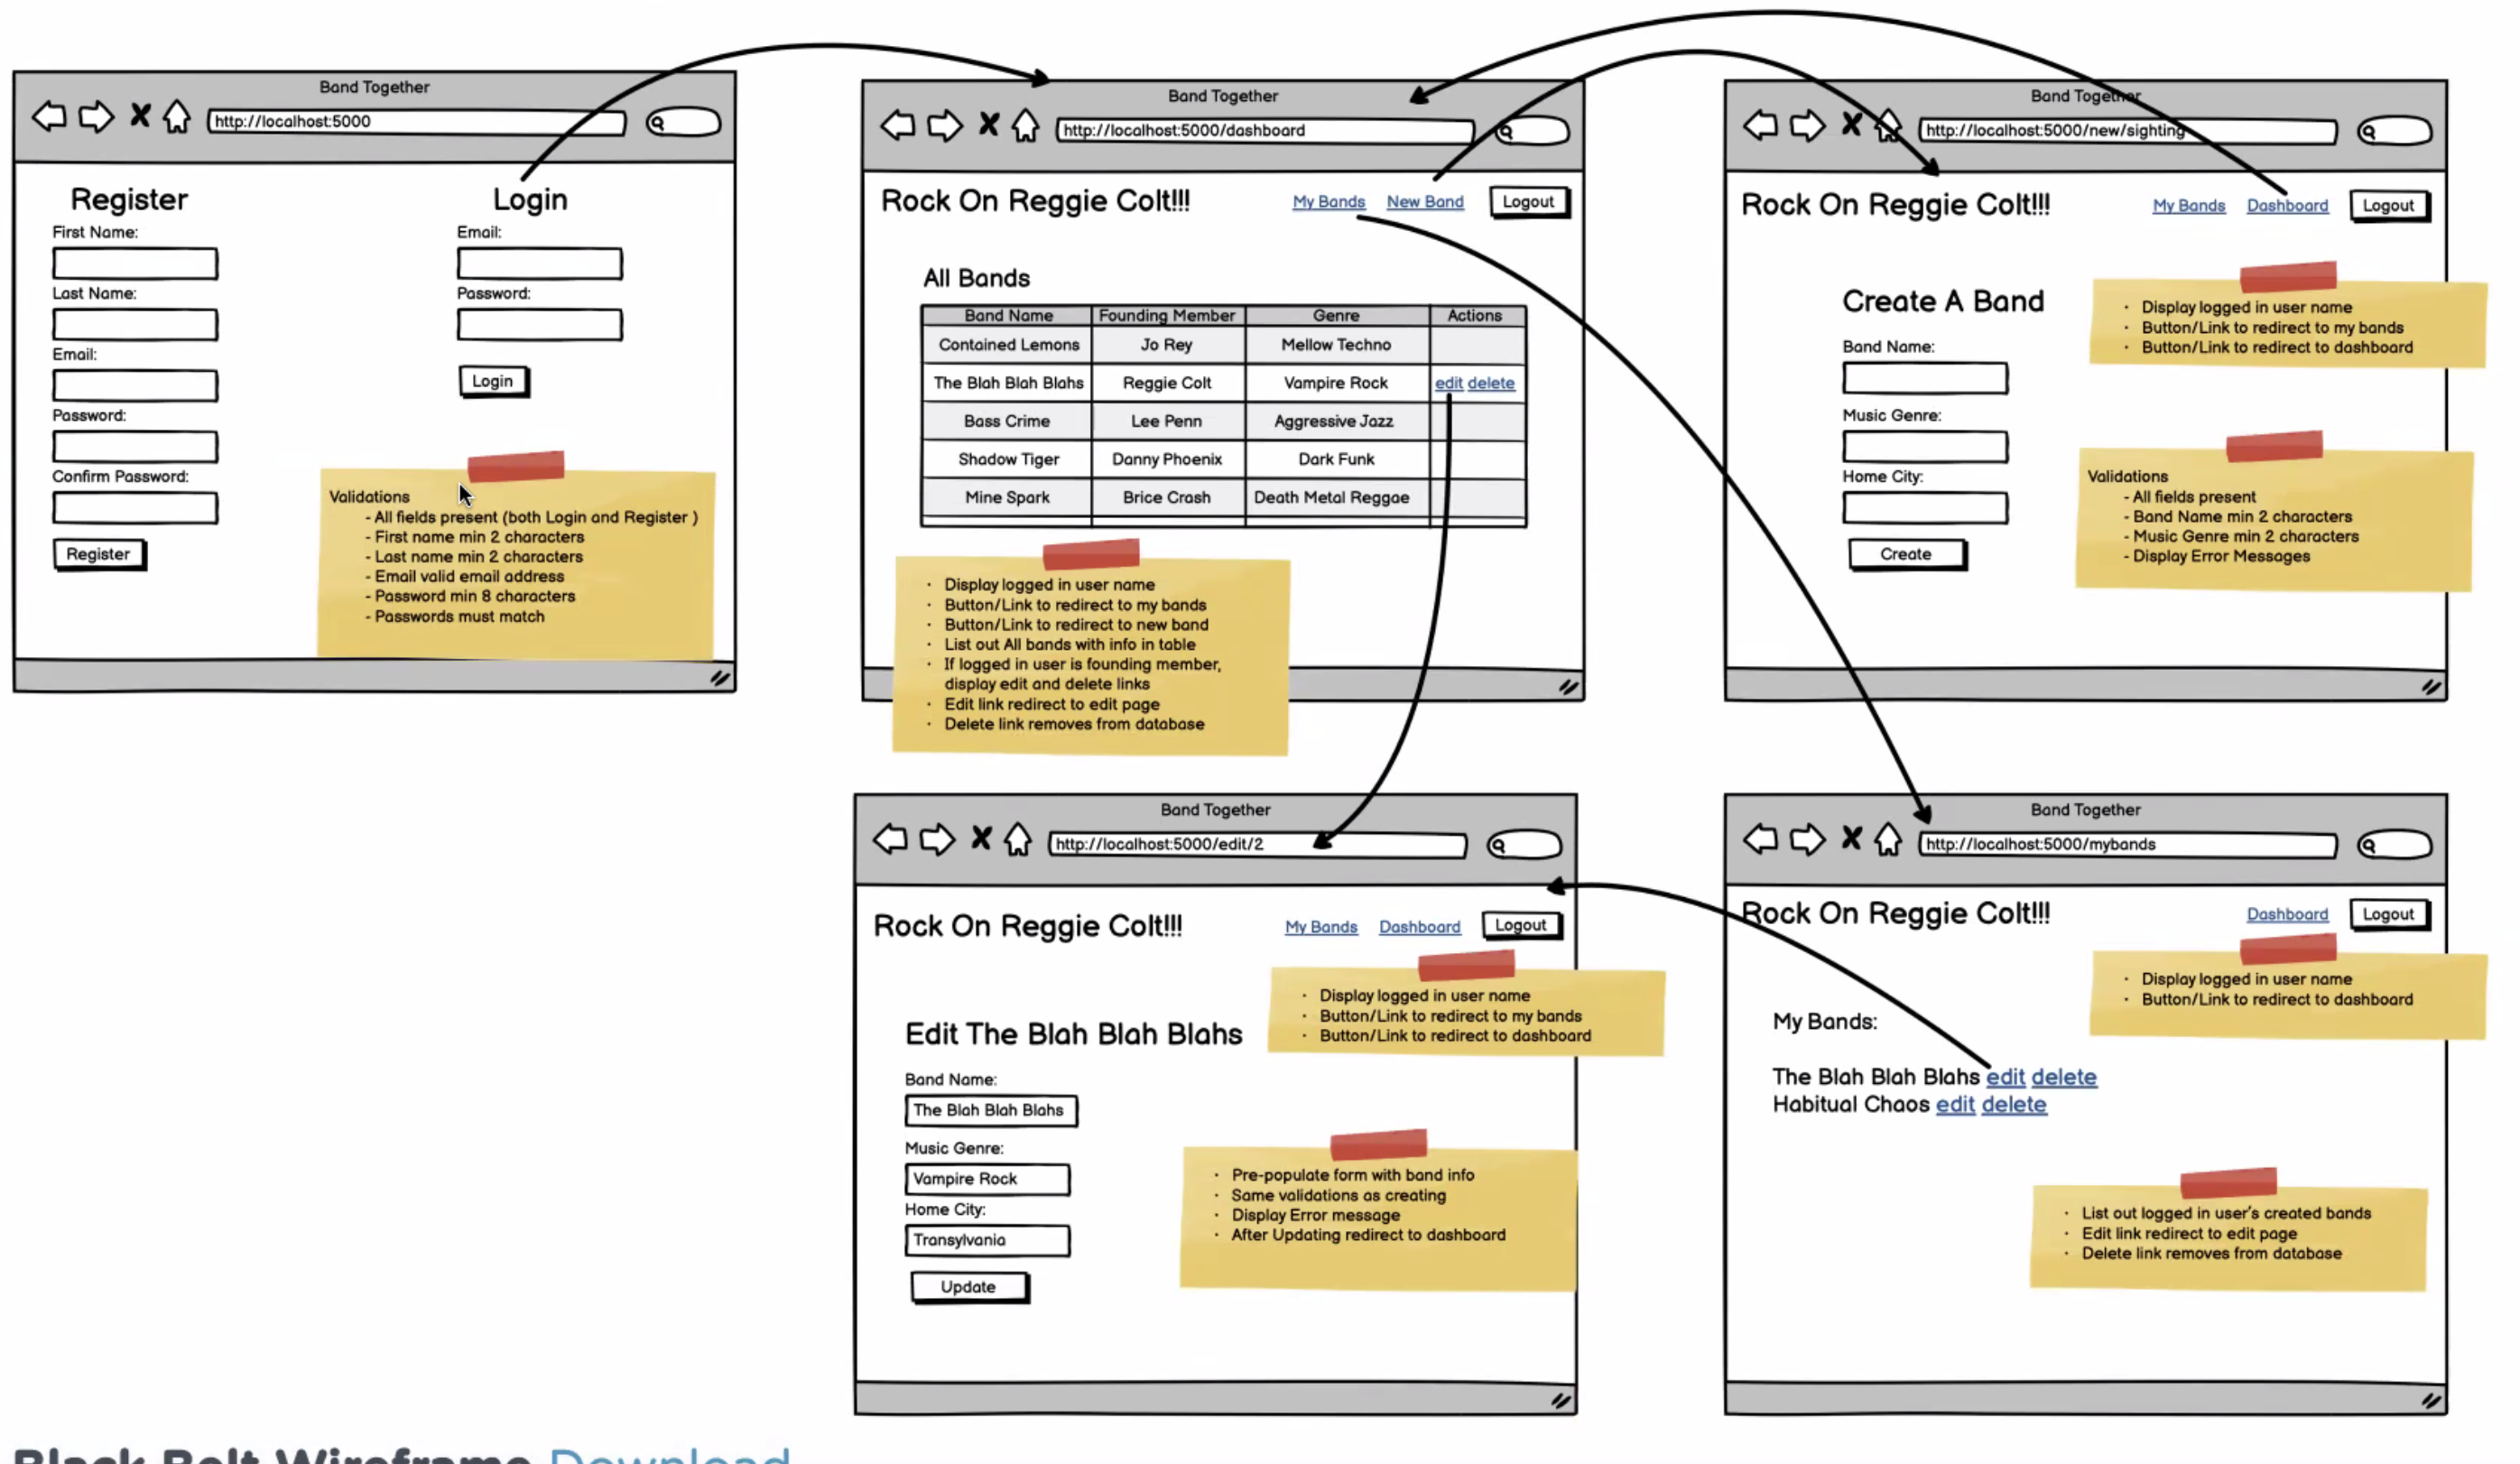 Band Together
http://localhost:5000
Register
First Name:
Last Name:
Email:
Password:
Confirm Password:
Register
Login
Email:
Password:
Login
Validations
- All fields present (both Login and Register )
- First name min 2 characters
- Last name min 2 characters
- Email valid email address
- Password min 8 characters
- Passwords must match
Band Together
http://localhost:5000/dashboard
Rock On Reggie Colt!!! My Bands New Band Logout
All Bands
Band Name Founding Member Genre Actions
Contained Lemons Jo Rey Mellow Techno
The Blah Blah Blahs Reggie Colt Vampire Rock edit delete
Bass Crime Lee Penn Aggressive Jazz
Shadow Tiger Danny Phoenix Dark Funk
Mine Spark Brice Crash Death Metal Reggae
· Display logged in user name
· Button/Link to redirect to my bands
· Button/Link to redirect to new band
· List out All bands with info in table
· If logged in user is founding member,
display edit and delete links
· Edit link redirect to edit page
· Delete link removes from database
Band Together
http://localhost:5000/new/sighting
Rock On Reggie Colt!!! My Bands Dashboard Logout
Create A Band
Band Name:
Music Genre:
Home City:
Create
· Display logged in user name
· Button/Link to redirect to my bands
· Button/Link to redirect to dashboard
Validations
- All fields present
- Band Name min 2 characters
- Music Genre min 2 characters
- Display Error Messages
Band Together
http://localhost:5000/edit/2
Rock On Reggie Colt!!! My Bands Dashboard Logout
· Display logged in user name
· Button/Link to redirect to my bands
· Button/Link to redirect to dashboard
Edit The Blah Blah Blahs
Band Name:
The Blah Blah Blahs
Music Genre:
Vampire Rock
Home City:
Transylvania
Update
· Pre-populate form with band info
· Same validations as creating
· Display Error message
· After Updating redirect to dashboard
Band Together
http://localhost:5000/mybands
Rock On Reggie Colt!!! Dashboard Logout
· Display logged in user name
· Button/Link to redirect to dashboard
My Bands:
The Blah Blah Blahs edit delete
Habitual Chaos edit delete
· List out logged in user's created bands
· Edit link redirect to edit page
· Delete link removes from database
Black Belt Wireframe Download